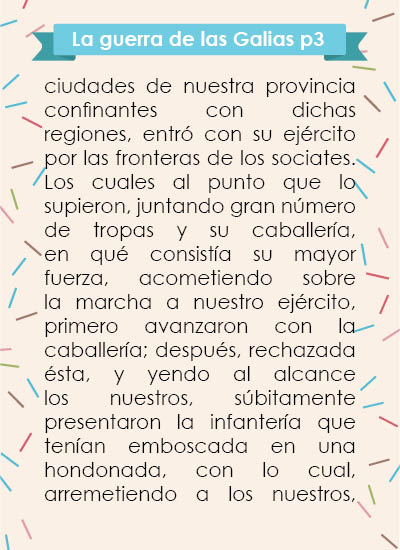 La guerra de las Galias p3
ciudades de nuestra provincia
confinantes con dichas
regiones, entró con su ejército
por las fronteras de los sociates.
Los cuales al punto que lo
supieron, juntando gran número
de tropas y su caballería,
en qué consistía su mayor
fuerza, acometiendo sobre
la marcha a nuestro ejército,
primero avanzaron con la
caballería; después, rechazada
ésta, y yendo al alcance
los nuestros, súbitamente
presentaron la infantería que
tenían emboscada en una
hondonada, con lo cual,
arremetiendo a los nuestros,